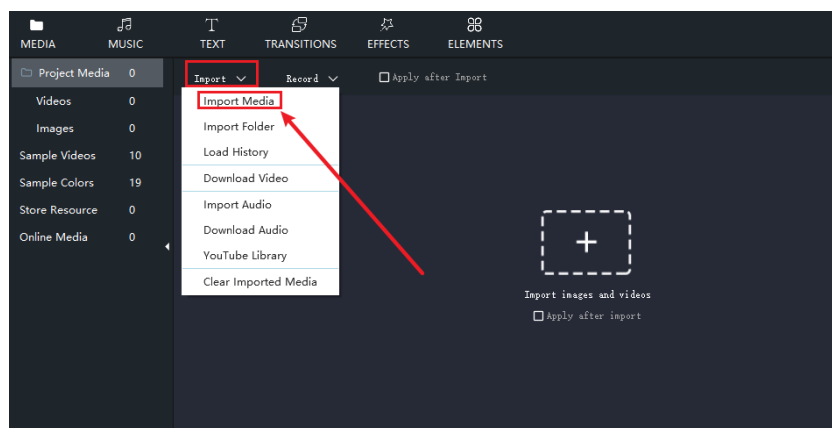 MEDIA MUSIC TEXT TRANSITIONS EFFECTS ELEMENTS
Project Media 0
Videos 0
Images 0
Sample Videos 10
Sample Colors 19
Store Resource 0
Online Media 0
Import Record Apply after Import
Import Media
Import Folder
Load History
Download Video
Import Audio
Download Audio
YouTube Library
Clear Imported Media
Import images and videos
Apply after import